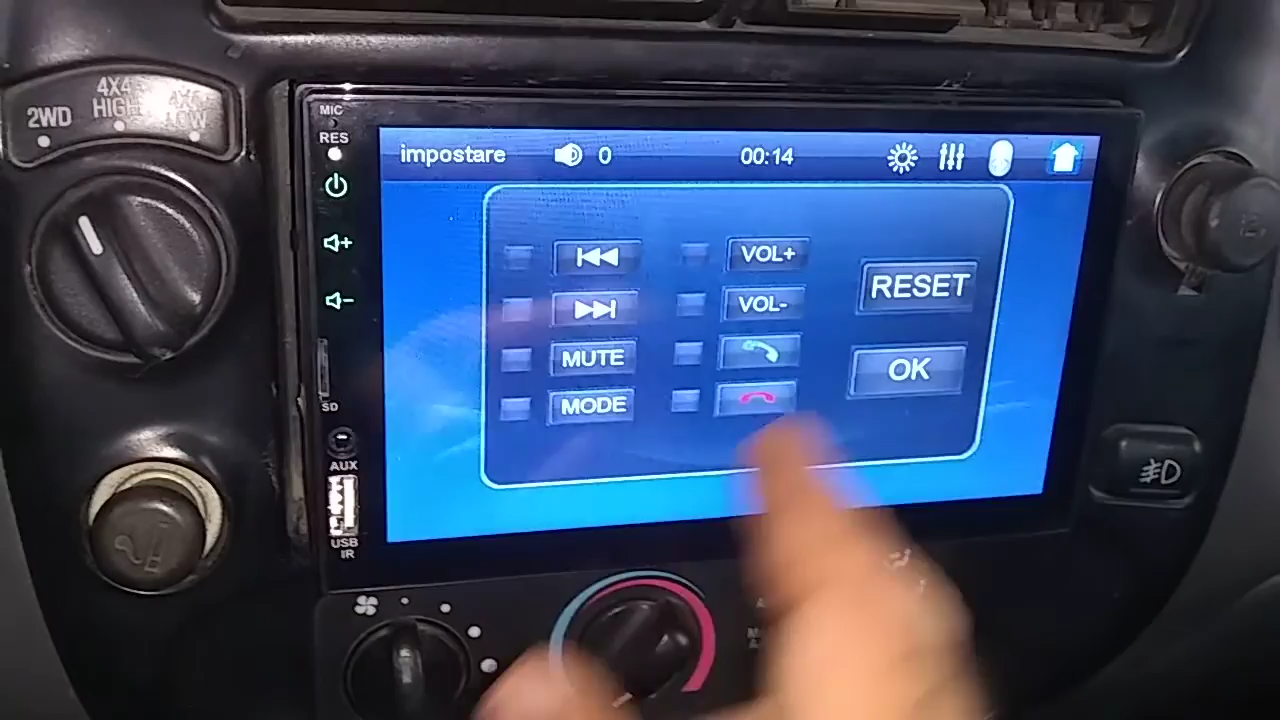 2WD
4X4
HIGH
4X4
LOW
MIC
RES
impostare
0
00:14
VOL+
VOL-
RESET
MUTE
MODE
OK
SD
AUX
USB
IR